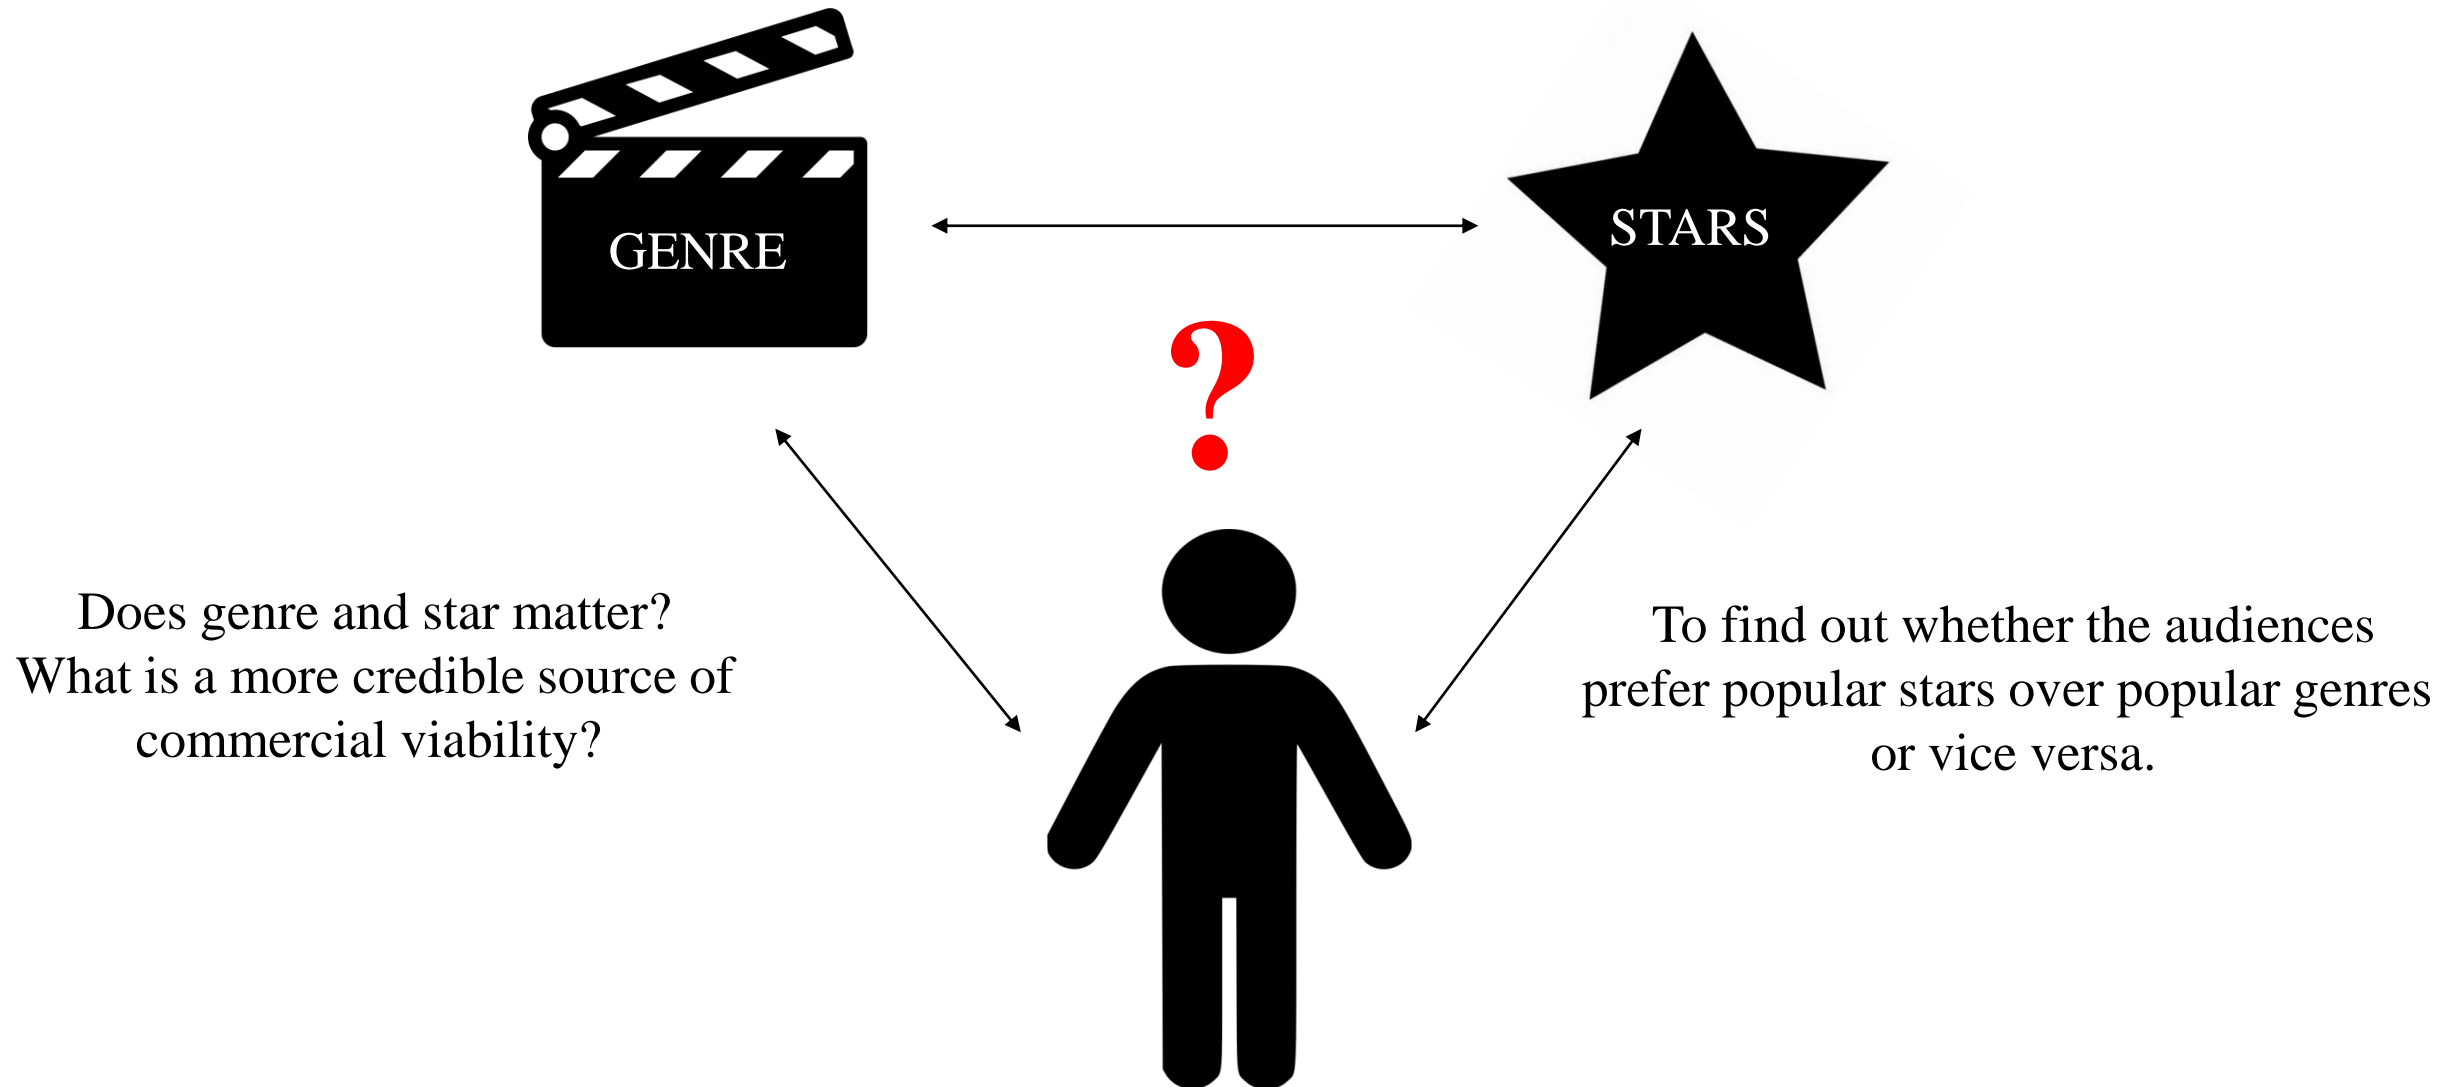 GENRE
STARS
?
Does genre and star matter?
What is a more credible source of
commercial viability?
To find out whether the audiences
prefer popular stars over popular genres
or vice versa.